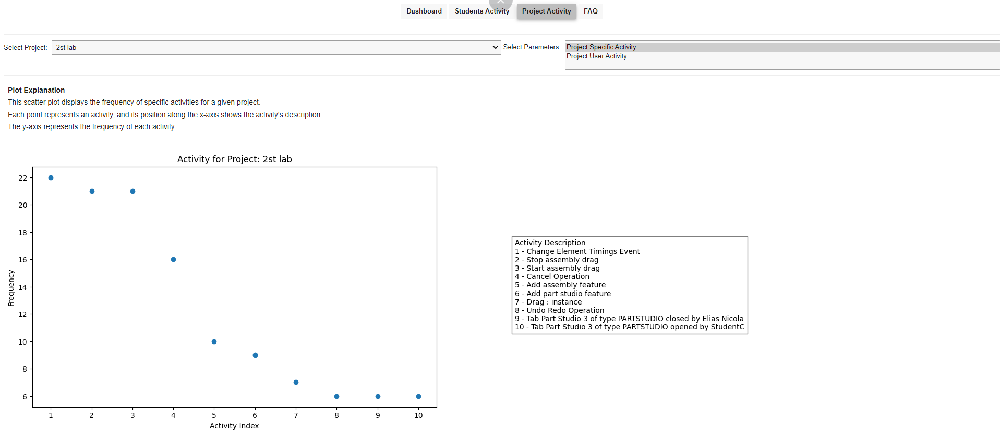 Dashboard Students Activity Project Activity FAQ
Select Project: 2st lab Select Parameters: Project Specific Activity
Project User Activity
Plot Explanation
This scatter plot displays the frequency of specific activities for a given project.
Each point represents an activity, and its position along the x-axis shows the activity's description.
The y-axis represents the frequency of each activity.
Activity for Project: 2st lab
22
20
18
16
14
12
10
8
6
Frequency
1 2 3 4 5 6 7 8 9 10
Activity Index
Activity Description
1 - Change Element Timings Event
2 - Stop assembly drag
3 - Start assembly drag
4 - Cancel Operation
5 - Add assembly feature
6 - Add part studio feature
7 - Drag : instance
8 - Undo Redo Operation
9 - Tab Part Studio 3 of type PARTSTUDIO closed by Elias Nicola
10 - Tab Part Studio 3 of type PARTSTUDIO opened by StudentC